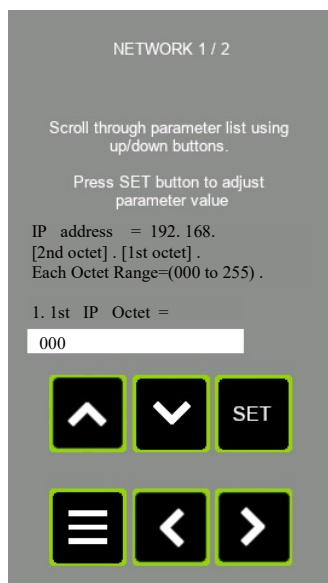 NETWORK 1 / 2
Scroll through parameter list using
up/down buttons.
Press SET button to adjust
parameter value
IP address = 192. 168.
[2nd octet] . [1st octet] .
Each Octet Range=(000 to 255) .
1. 1st IP Octet =
000
SET